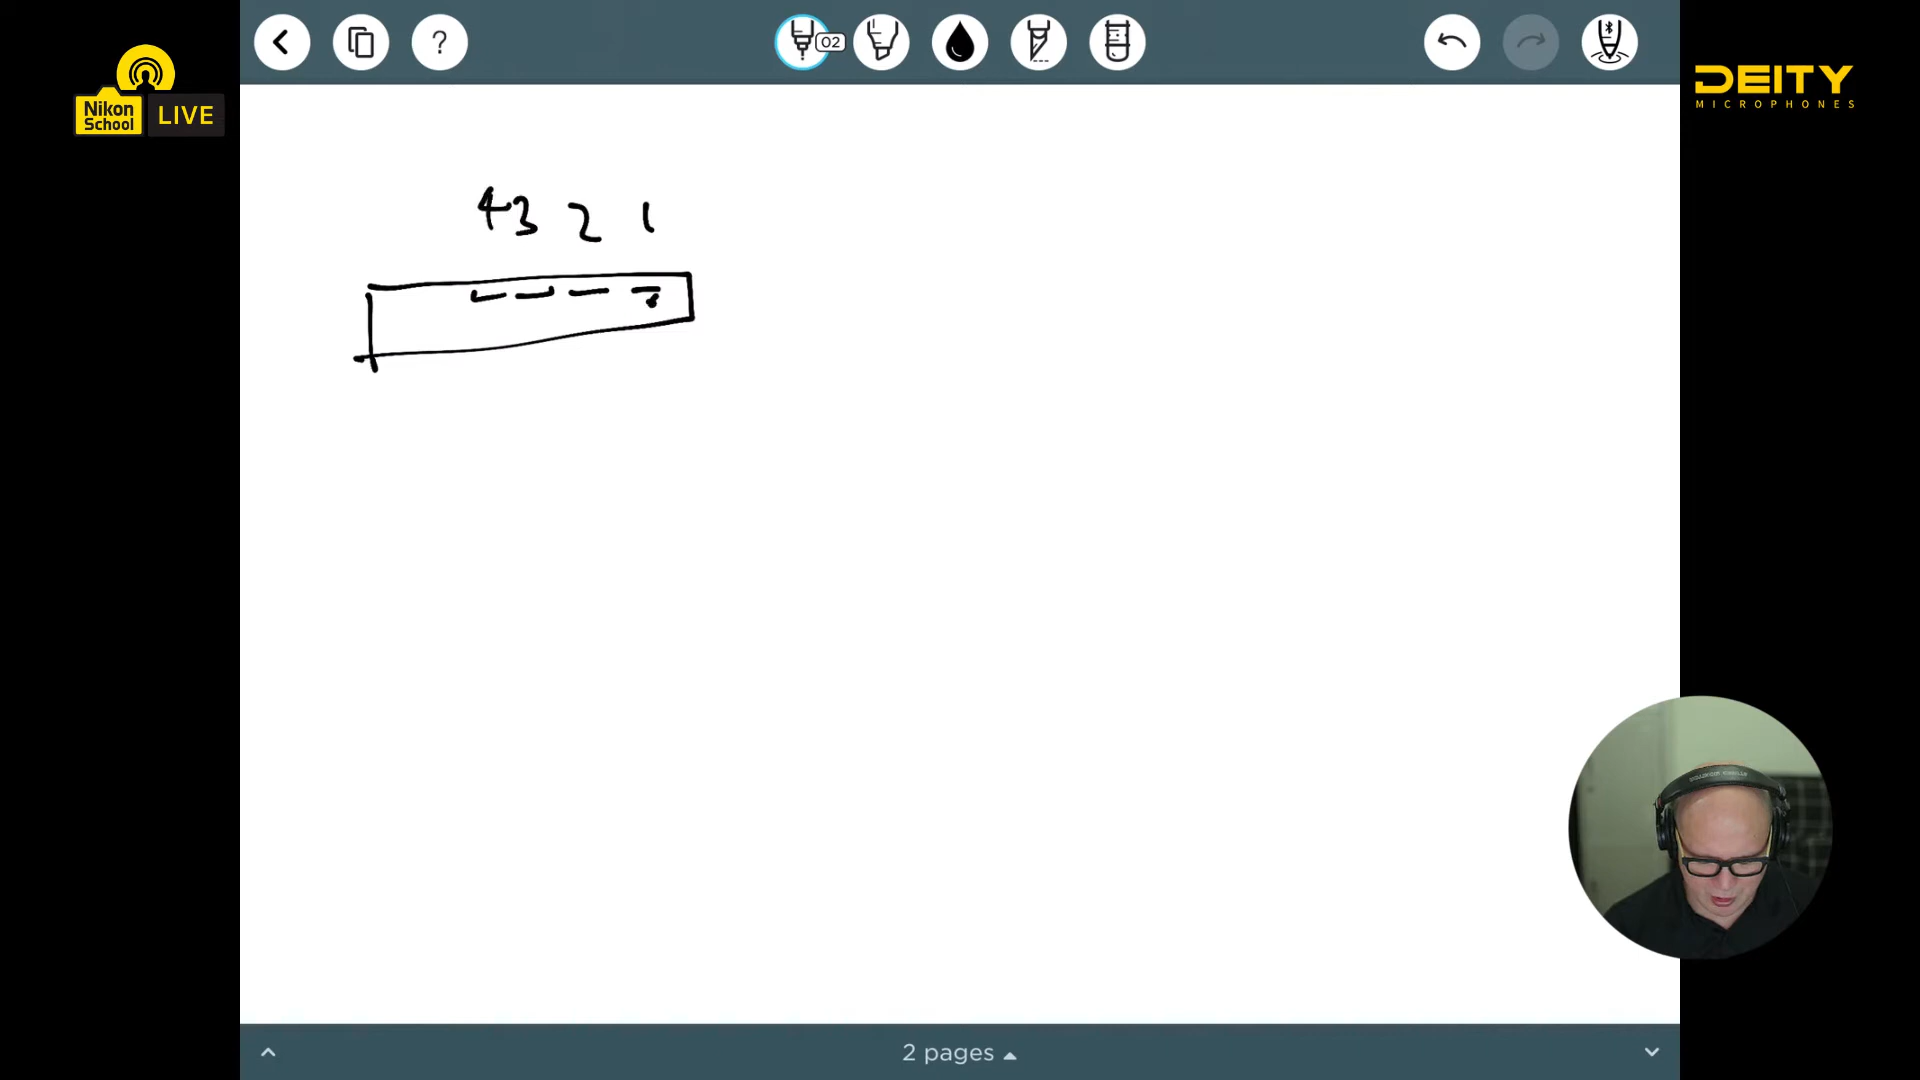 Nikon School LIVE
DEITY
MICROPHONES
?
02
4 3 2 1
2 pages